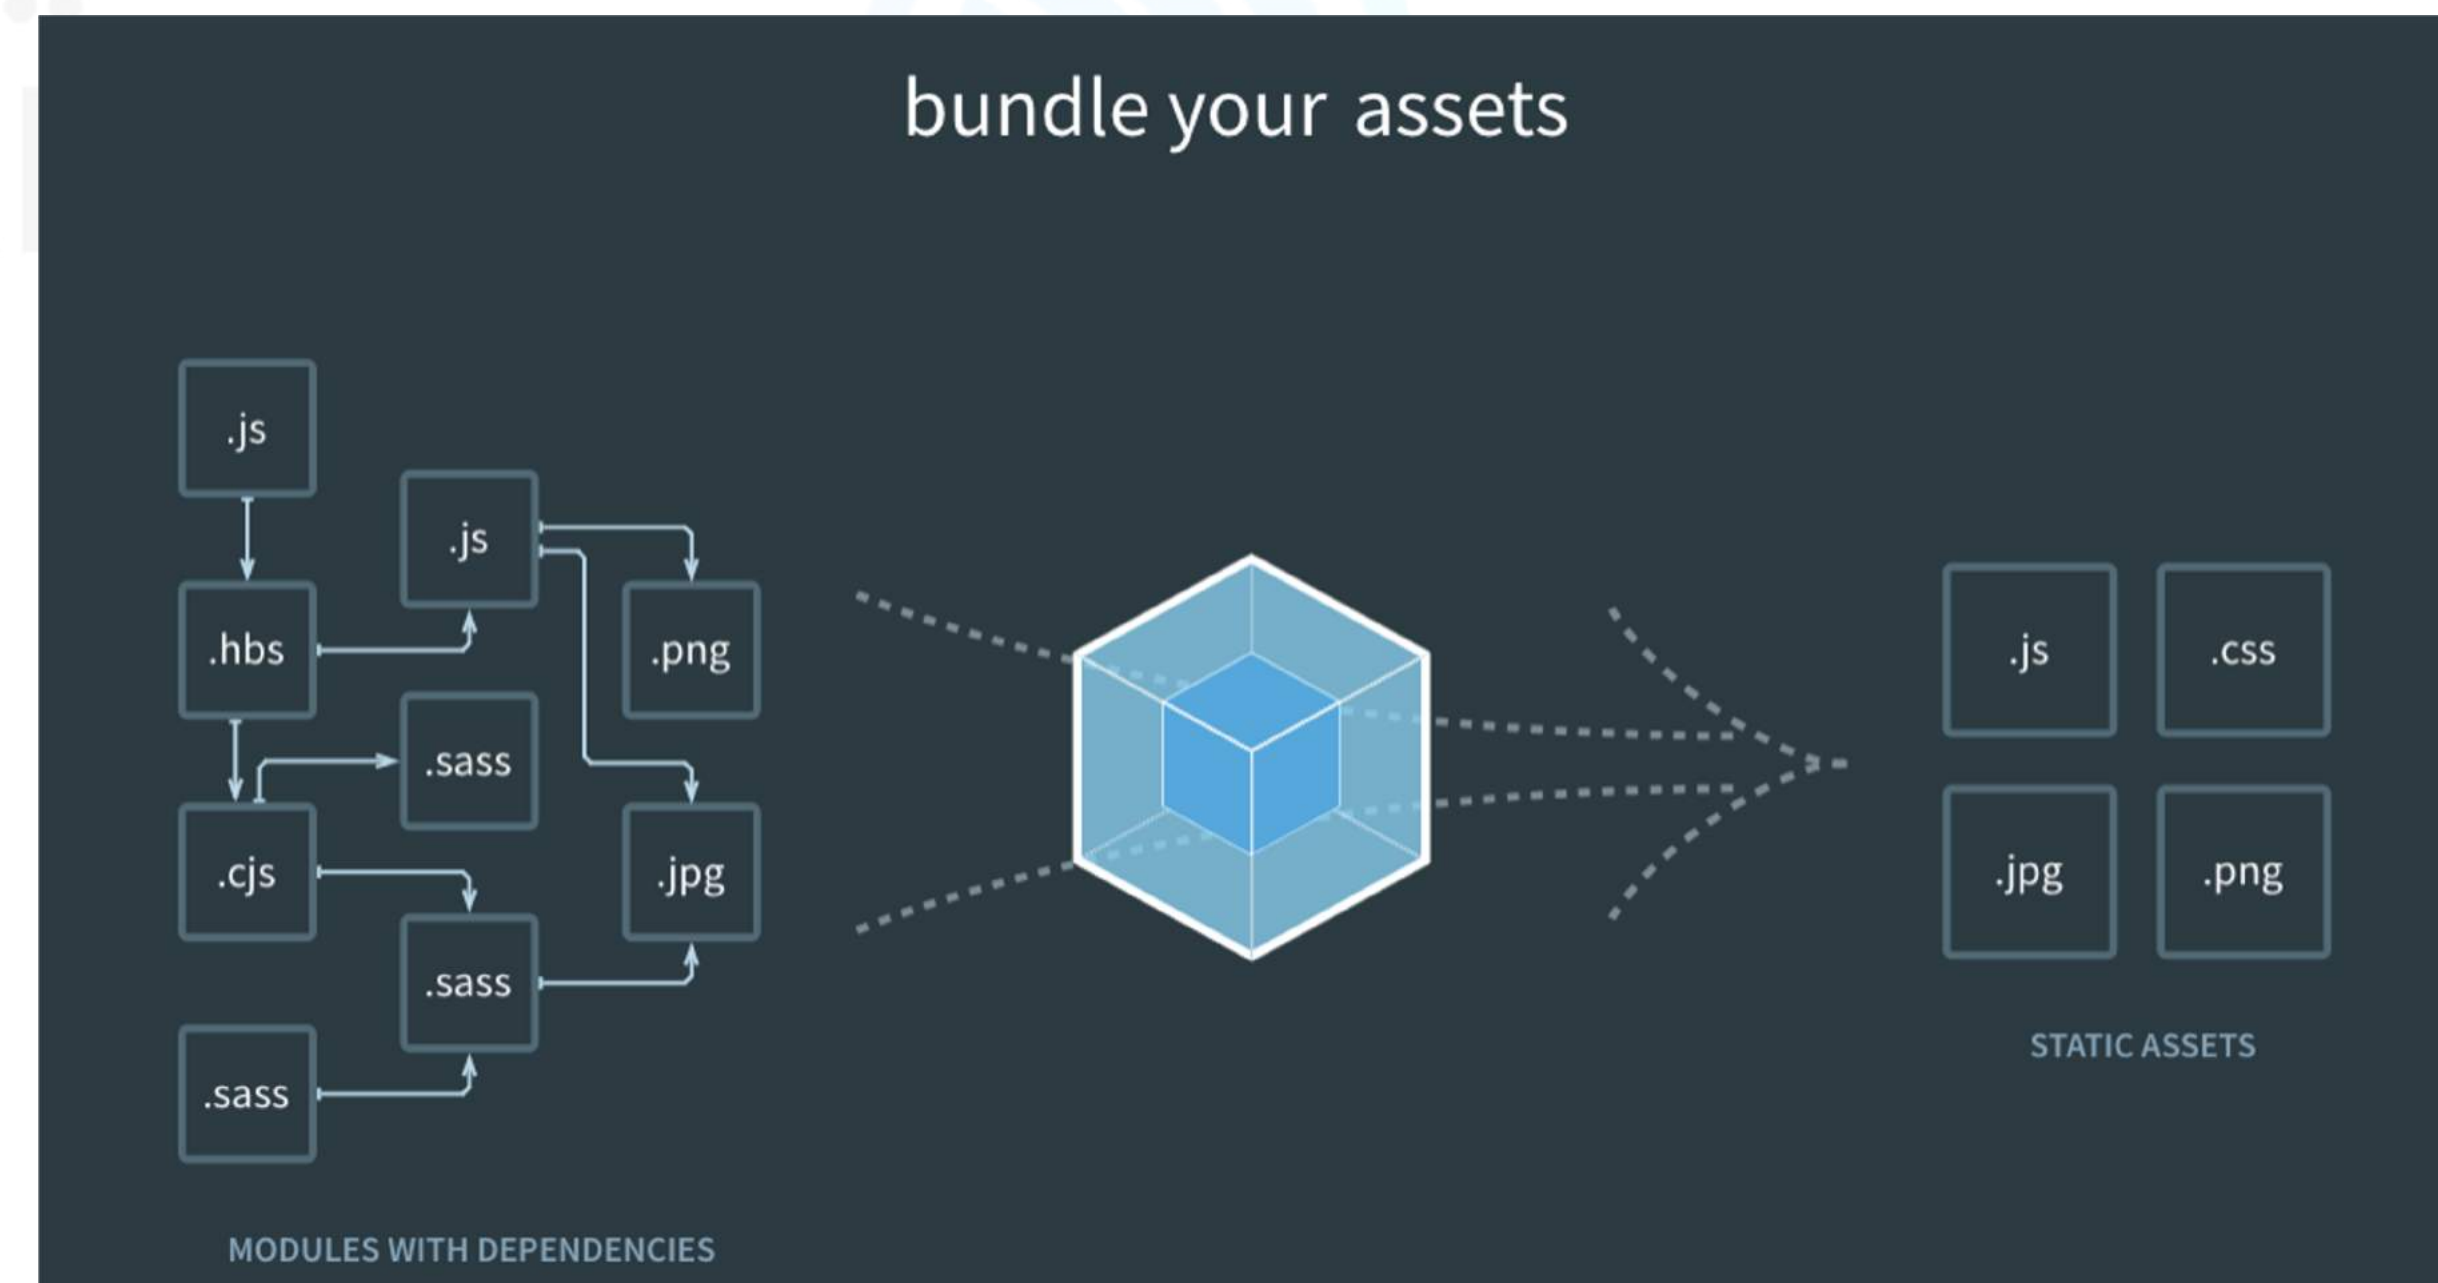 bundle your assets
.js
.js
.hbs
.png
.sass
.cjs
.jpg
.sass
.sass
MODULES WITH DEPENDENCIES
.js
.css
.jpg
.png
STATIC ASSETS